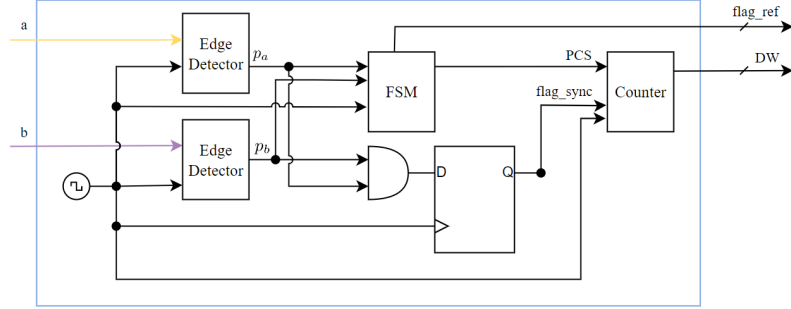 a
flag_ref
Edge
Detector
p_a
PCS
DW
FSM
flag_sync
Counter
b
Edge
Detector
p_b
D
Q